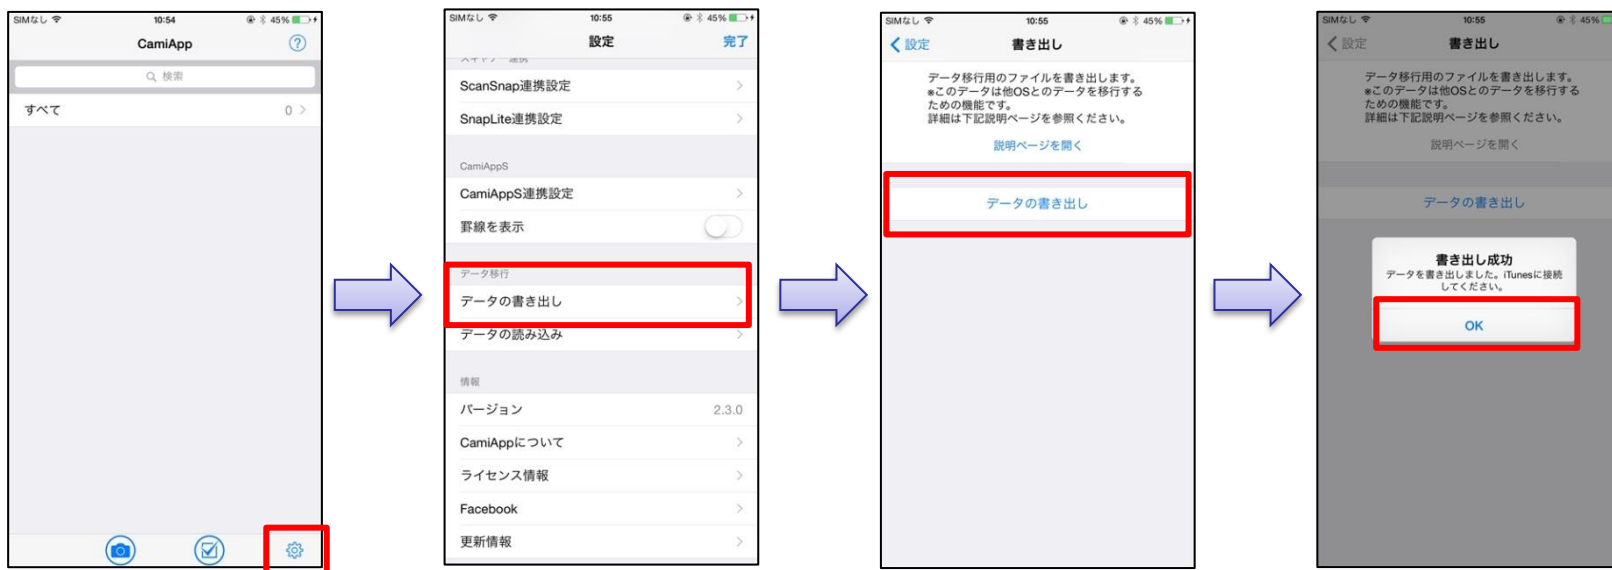 SIMなし 10:54 45%
CamiApp ?
検索
すべて 0
SIMなし 10:55 45%
設定 完了
スキャナー連携
ScanSnap連携設定
SnapLite連携設定
CamiAppS
CamiAppS連携設定
罫線を表示
データ移行
データの書き出し
データの読み込み
情報
バージョン 2.3.0
CamiAppについて
ライセンス情報
Facebook
更新情報
SIMなし 10:55 45%
設定 書き出し
データ移行用のファイルを書き出します。
*このデータは他OSとのデータを移行する
ための機能です。
詳細は下記説明ページを参照ください。
説明ページを開く
データの書き出し
SIMなし 10:55 45%
設定 書き出し
データ移行用のファイルを書き出します。
*このデータは他OSとのデータを移行する
ための機能です。
詳細は下記説明ページを参照ください。
説明ページを開く
データの書き出し
書き出し成功
データを書き出しました。iTunesに接続
してください。
OK